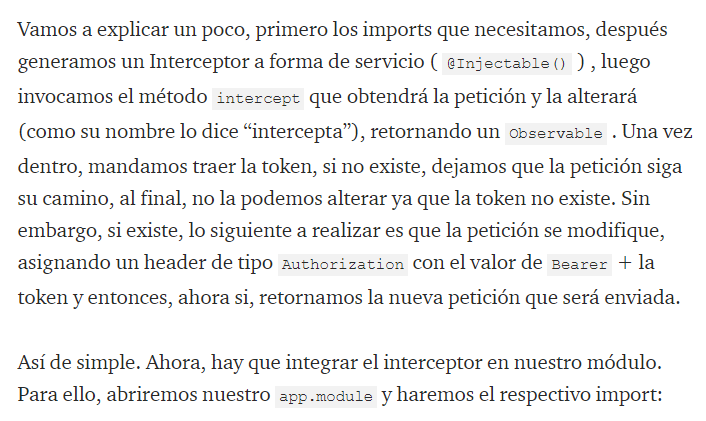 Vamos a explicar un poco, primero los imports que necesitamos, después
generamos un Interceptor a forma de servicio ( @Injectable() ) , luego
invocamos el método intercept que obtendrá la petición y la alterará
(como su nombre lo dice “intercepta”), retornando un Observable . Una vez
dentro, mandamos traer la token, si no existe, dejamos que la petición siga
su camino, al final, no la podemos alterar ya que la token no existe. Sin
embargo, si existe, lo siguiente a realizar es que la petición se modifique,
asignando un header de tipo Authorization con el valor de Bearer + la
token y entonces, ahora si, retornamos la nueva petición que será enviada.
Así de simple. Ahora, hay que integrar el interceptor en nuestro módulo.
Para ello, abriremos nuestro app.module y haremos el respectivo import: